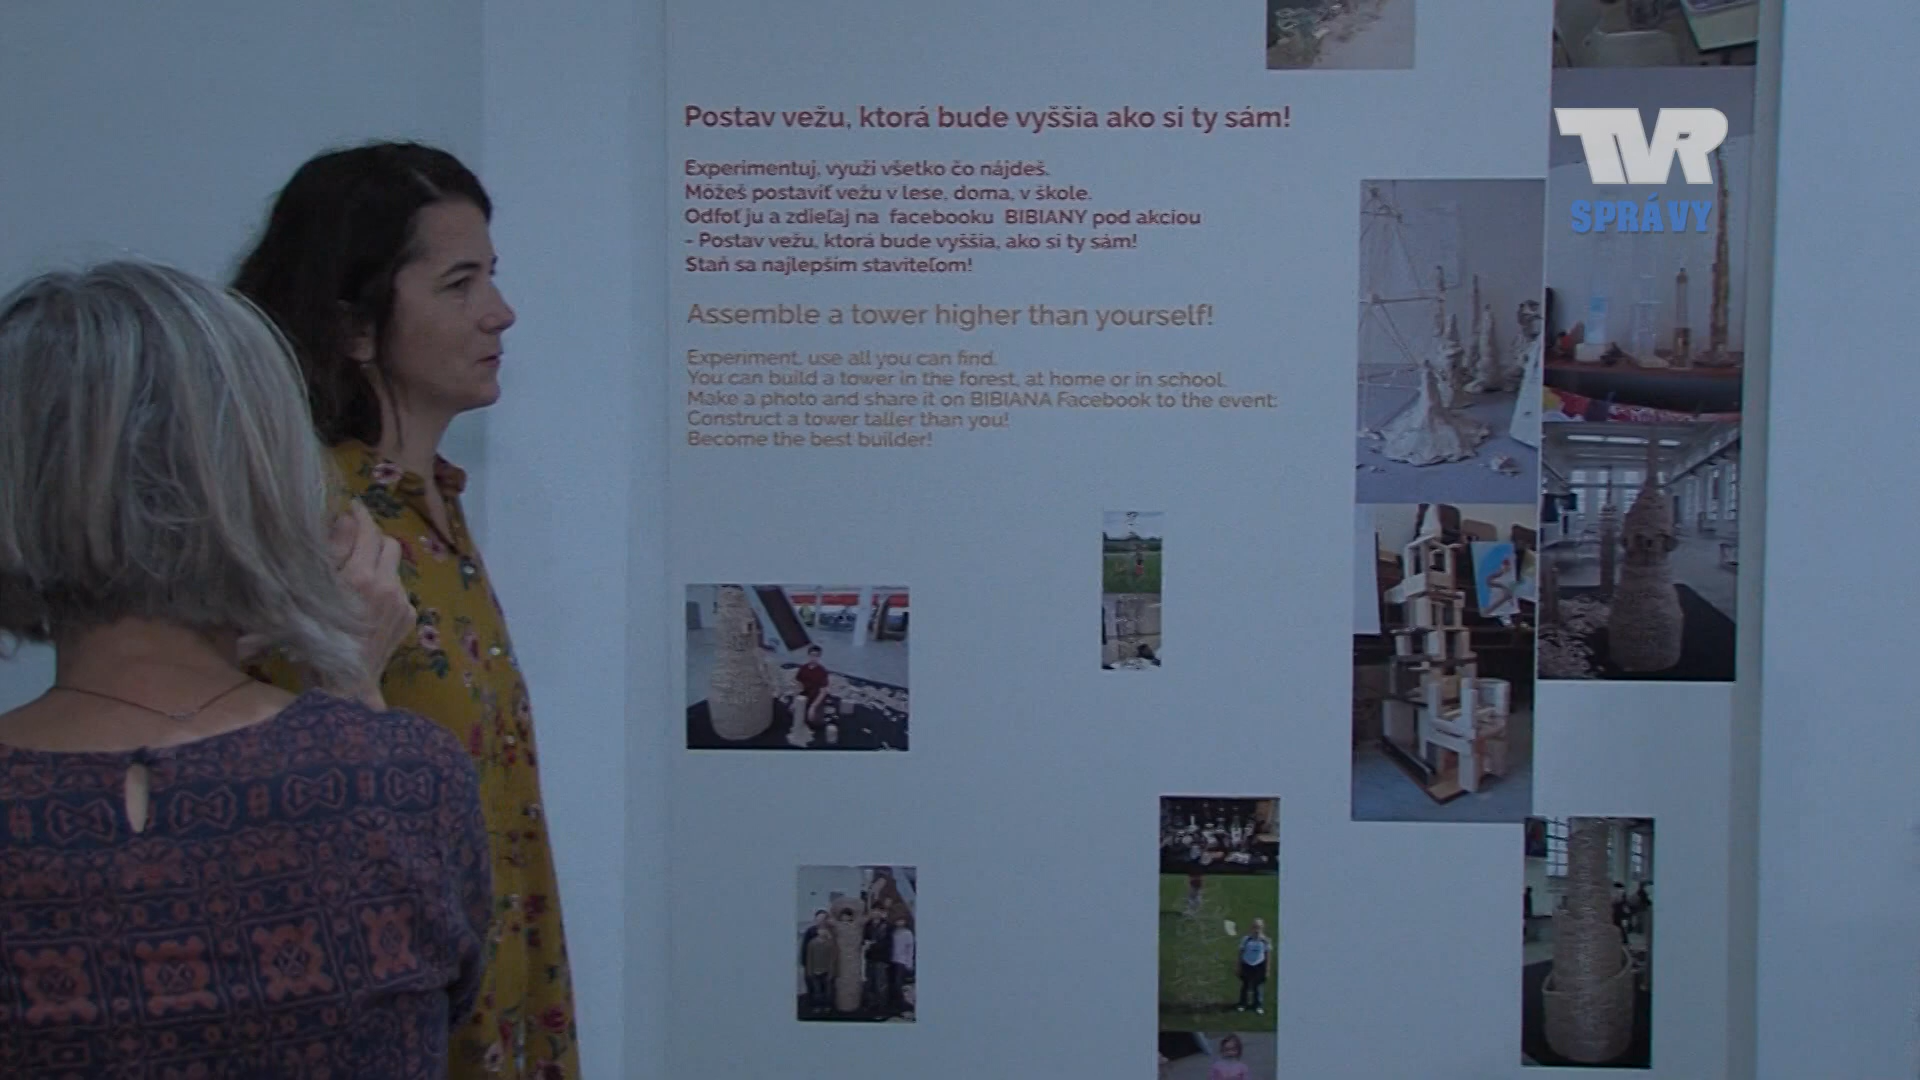 Postav vežu, ktorá bude vyššia ako si ty sám!
Experimentuj, využi všetko čo nájdeš.
Môžeš postaviť vežu v lese, doma, v škole.
Odfoť ju a zdieľaj na facebooku BIBIANY pod akciou
- Postav vežu, ktorá bude vyššia, ako si ty sám!
Staň sa najlepším staviteľom!
Assemble a tower higher than yourself!
Experiment, use all you can find.
You can build a tower in the forest, at home or in school.
Make a photo and share it on BIBIANA Facebook to the event:
Construct a tower taller than you!
Become the best builder!
TVR
SPRÁVY